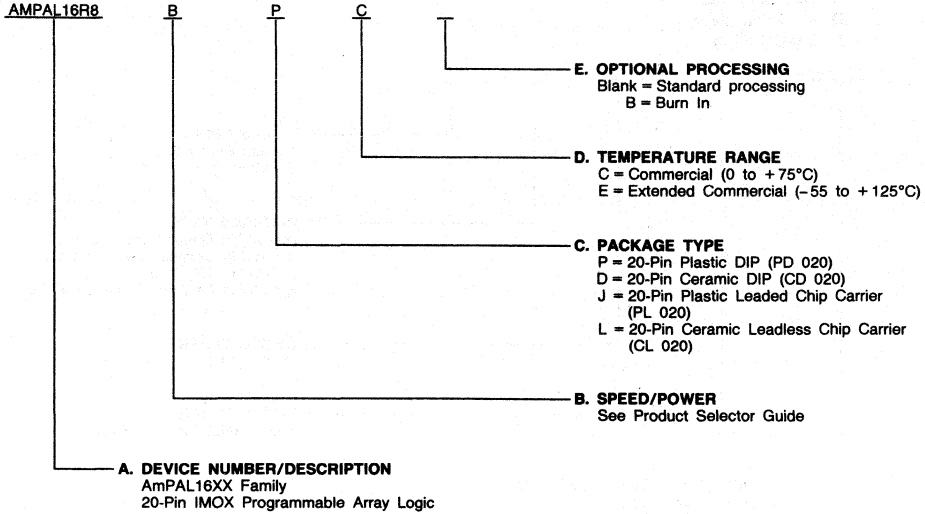 AMPAL16R8 B P C _
E. OPTIONAL PROCESSING
Blank = Standard processing
B = Burn In
D. TEMPERATURE RANGE
C = Commercial (0 to +75°C)
E = Extended Commercial (–55 to +125°C)
C. PACKAGE TYPE
P = 20-Pin Plastic DIP (PD 020)
D = 20-Pin Ceramic DIP (CD 020)
J = 20-Pin Plastic Leaded Chip Carrier
(PL 020)
L = 20-Pin Ceramic Leadless Chip Carrier
(CL 020)
B. SPEED/POWER
See Product Selector Guide
A. DEVICE NUMBER/DESCRIPTION
AmPAL16XX Family
20-Pin IMOX Programmable Array Logic